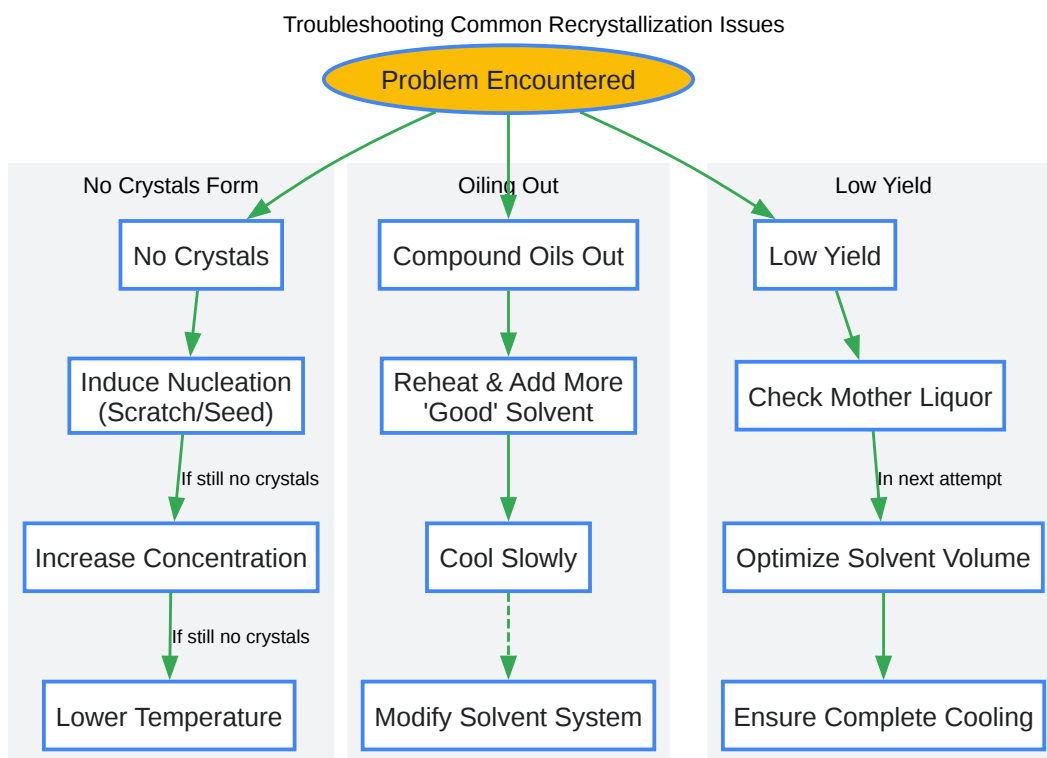 Troubleshooting Common Recrystallization Issues
Problem Encountered
No Crystals Form
No Crystals
Induce Nucleation
(Scratch/Seed)
If still no crystals
Increase Concentration
If still no crystals
Lower Temperature
Oiling Out
Compound Oils Out
Reheat & Add More
'Good' Solvent
Cool Slowly
Modify Solvent System
Low Yield
Low Yield
Check Mother Liquor
In next attempt
Optimize Solvent Volume
Ensure Complete Cooling